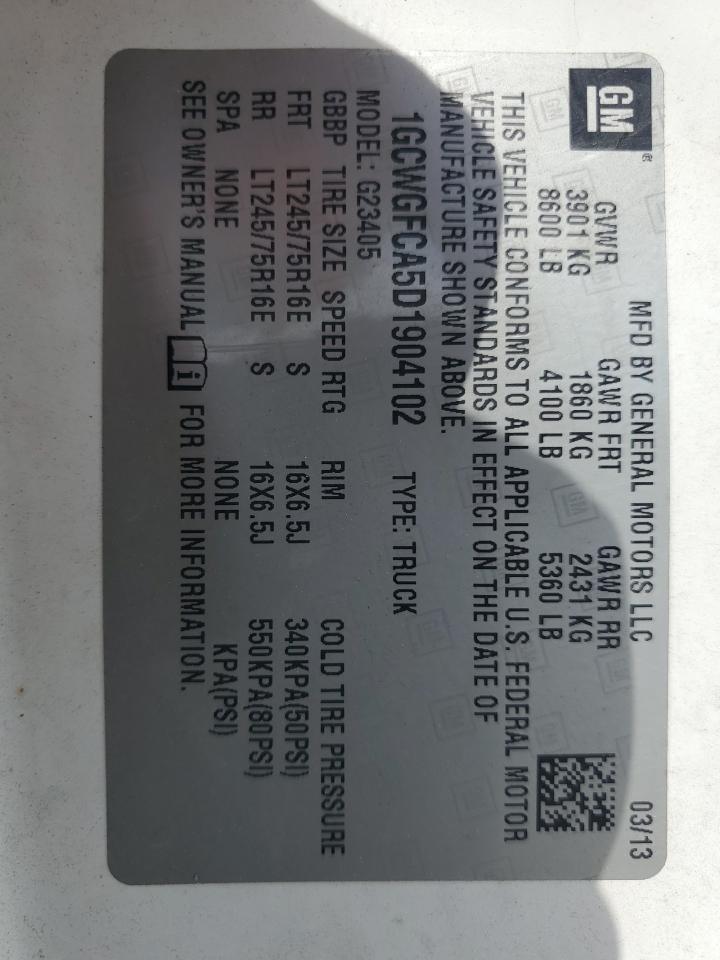 GM®
MFD BY GENERAL MOTORS LLC 03/13
GVWR GAWR FRT GAWR RR
3901 KG 1860 KG 2431 KG
8600 LB 4100 LB 5360 LB
THIS VEHICLE CONFORMS TO ALL APPLICABLE U.S. FEDERAL MOTOR
VEHICLE SAFETY STANDARDS IN EFFECT ON THE DATE OF
MANUFACTURE SHOWN ABOVE.
1GCWGFCA5D1904102 TYPE: TRUCK
MODEL: G23405
GBBP TIRE SIZE SPEED RTG RIM COLD TIRE PRESSURE
FRT LT245/75R16E S 16X6.5J 340KPA(50PSI)
RR LT245/75R16E S 16X6.5J 550KPA(80PSI)
SPA NONE NONE KPA(PSI)
SEE OWNER'S MANUAL i FOR MORE INFORMATION.